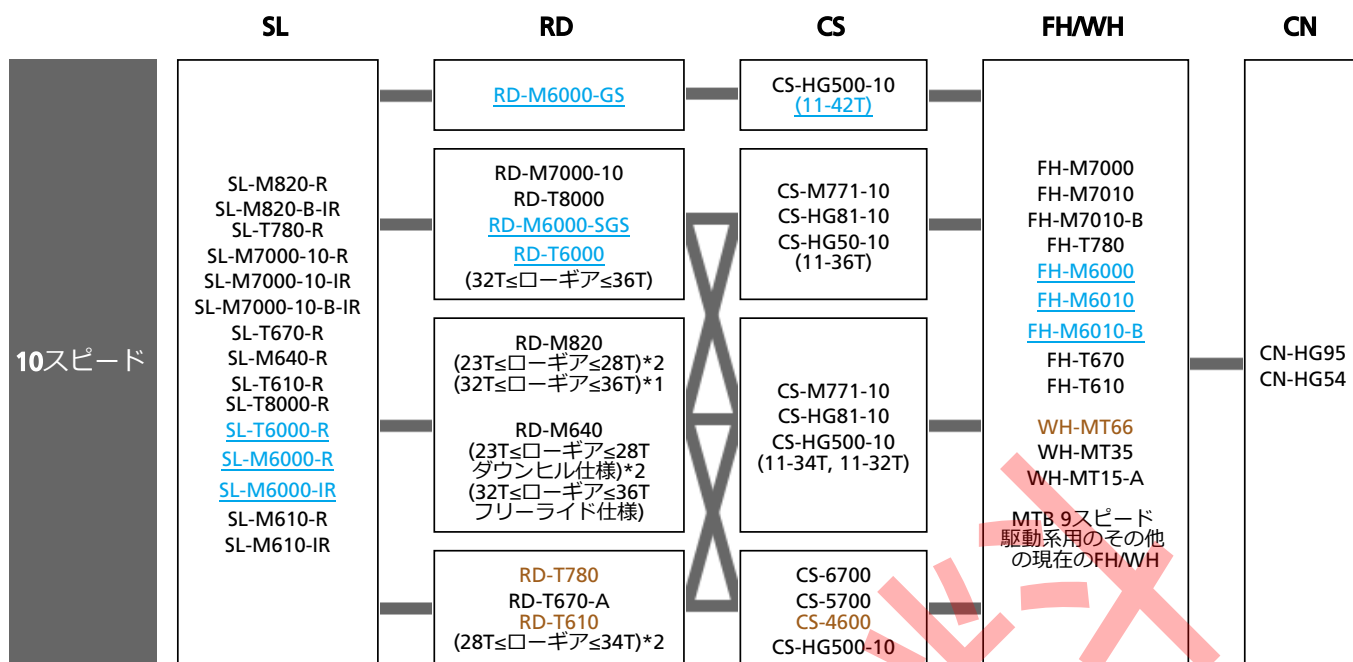 SL
RD
CS
FH/WH
CN
10スピード
SL-M820-R
SL-M820-B-IR
SL-T780-R
SL-M7000-10-R
SL-M7000-10-IR
SL-M7000-10-B-IR
SL-T670-R
SL-M640-R
SL-T610-R
SL-T8000-R
SL-T6000-R
SL-M6000-R
SL-M6000-IR
SL-M610-R
SL-M610-IR
RD-M6000-GS
RD-M7000-10
RD-T8000
RD-M6000-SGS
RD-T6000
(32T≤ローギア≤36T)
RD-M820
(23T≤ローギア≤28T)*2
(32T≤ローギア≤36T)*1
RD-M640
(23T≤ローギア≤28T
ダウンヒル仕様)*2
(32T≤ローギア≤36T
フリーライド仕様)
RD-T780
RD-T670-A
RD-T610
(28T≤ローギア≤34T)*2
CS-HG500-10
(11-42T)
CS-M771-10
CS-HG81-10
CS-HG50-10
(11-36T)
CS-M771-10
CS-HG81-10
CS-HG500-10
(11-34T, 11-32T)
CS-6700
CS-5700
CS-4600
CS-HG500-10
FH-M7000
FH-M7010
FH-M7010-B
FH-T780
FH-M6000
FH-M6010
FH-M6010-B
FH-T670
FH-T610
WH-MT66
WH-MT35
WH-MT15-A
MTB 9スピード
駆動系用のその他
の現在のFH/WH
CN-HG95
CN-HG54